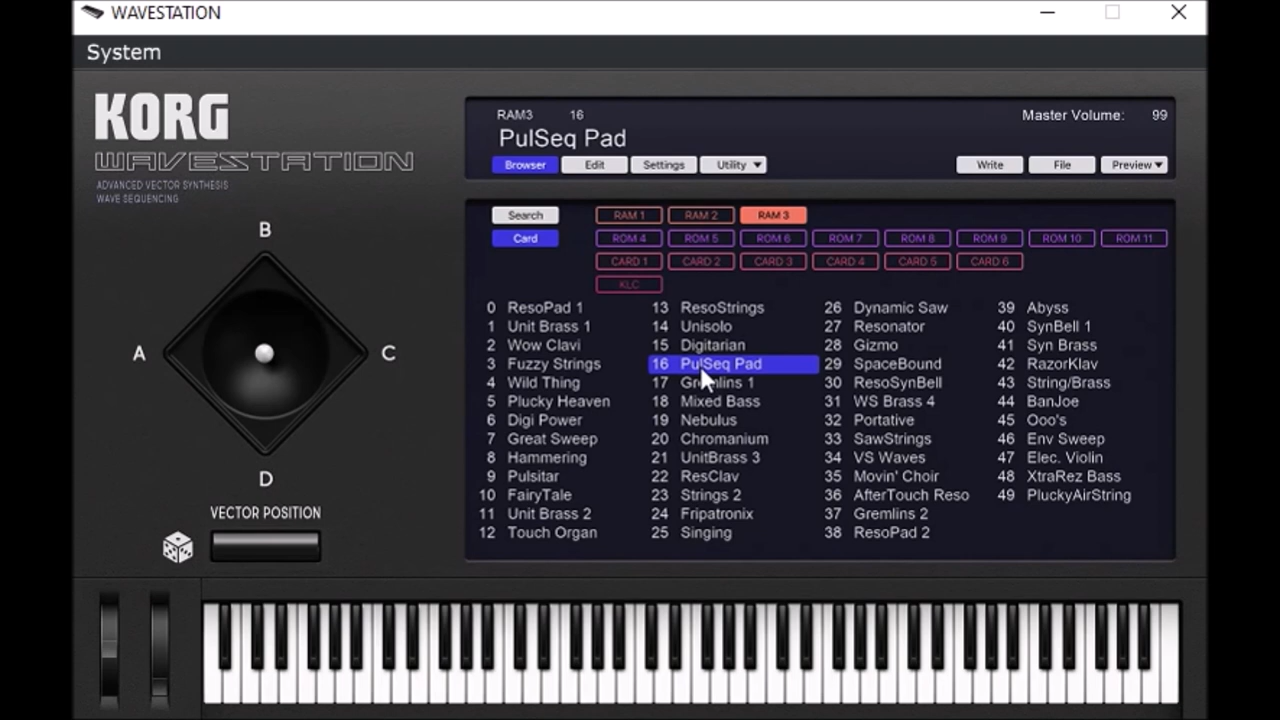 WAVESTATION
System
KORG
WAVESTATION
ADVANCED VECTOR SYNTHESIS
WAVE SEQUENCING
B
A
C
D
VECTOR POSITION
RAM3 16 Master Volume: 99
PulSeq Pad
Browser Edit Settings Utility Write File Preview
Search RAM 1 RAM 2 RAM 3
Card ROM 4 ROM 5 ROM 6 ROM 7 ROM 8 ROM 9 ROM 10 ROM 11
CARD 1 CARD 2 CARD 3 CARD 4 CARD 5 CARD 6
KLC
0 ResoPad 1 13 ResoStrings 26 Dynamic Saw 39 Abyss
1 Unit Brass 1 14 Unisolo 27 Resonator 40 SynBell 1
2 Wow Clavi 15 Digitarian 28 Gizmo 41 Syn Brass
3 Fuzzy Strings 16 PulSeq Pad 29 SpaceBound 42 RazorKlav
4 Wild Thing 17 Gremlins 1 30 ResoSynBell 43 String/Brass
5 Plucky Heaven 18 Mixed Bass 31 WS Brass 4 44 BanJoe
6 Digi Power 19 Nebulus 32 Portative 45 Ooo's
7 Great Sweep 20 Chromanium 33 SawStrings 46 Env Sweep
8 Hammering 21 UnitBrass 3 34 VS Waves 47 Elec. Violin
9 Pulsitar 22 ResClav 35 Movin' Choir 48 XtraRez Bass
10 FairyTale 23 Strings 2 36 AfterTouch Reso 49 PluckyAirString
11 Unit Brass 2 24 Fripatronix 37 Gremlins 2
12 Touch Organ 25 Singing 38 ResoPad 2